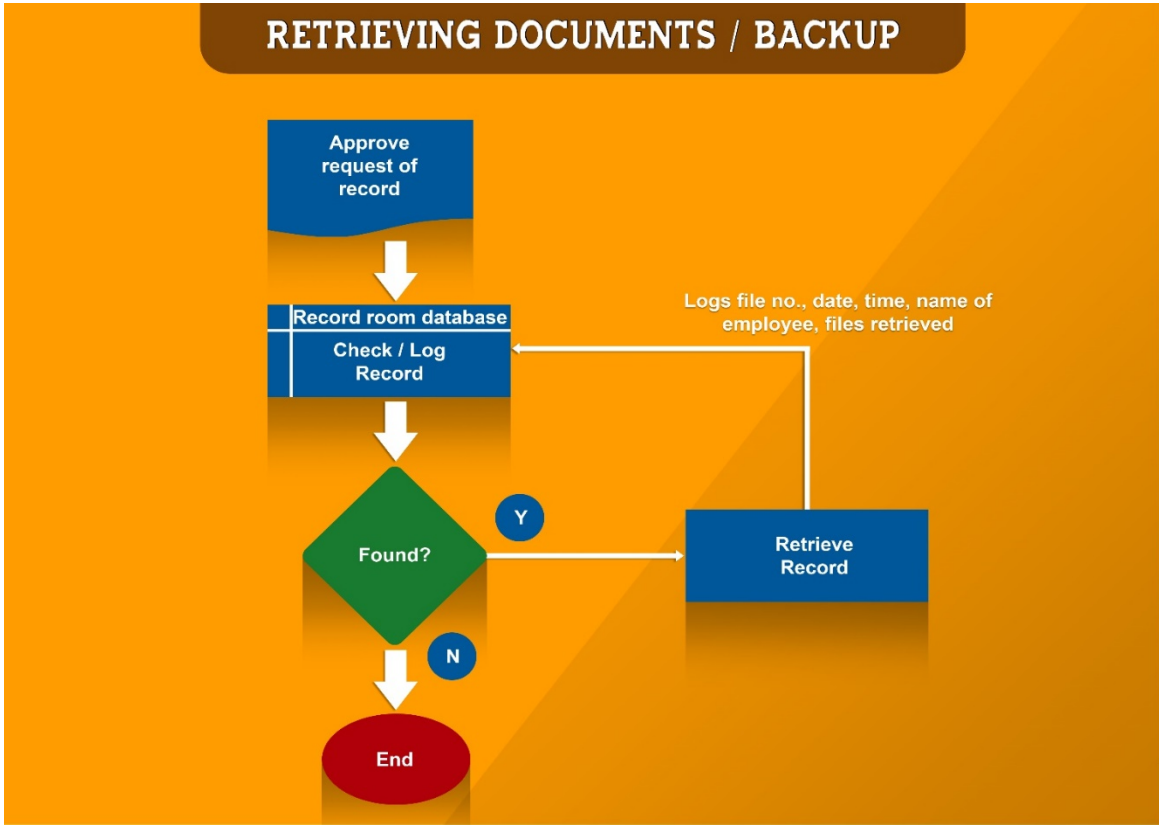 RETRIEVING DOCUMENTS / BACKUP
Approve
request of
record
Record room database
Check / Log
Record
Logs file no., date, time, name of
employee, files retrieved
Found?
Y
Retrieve
Record
N
End